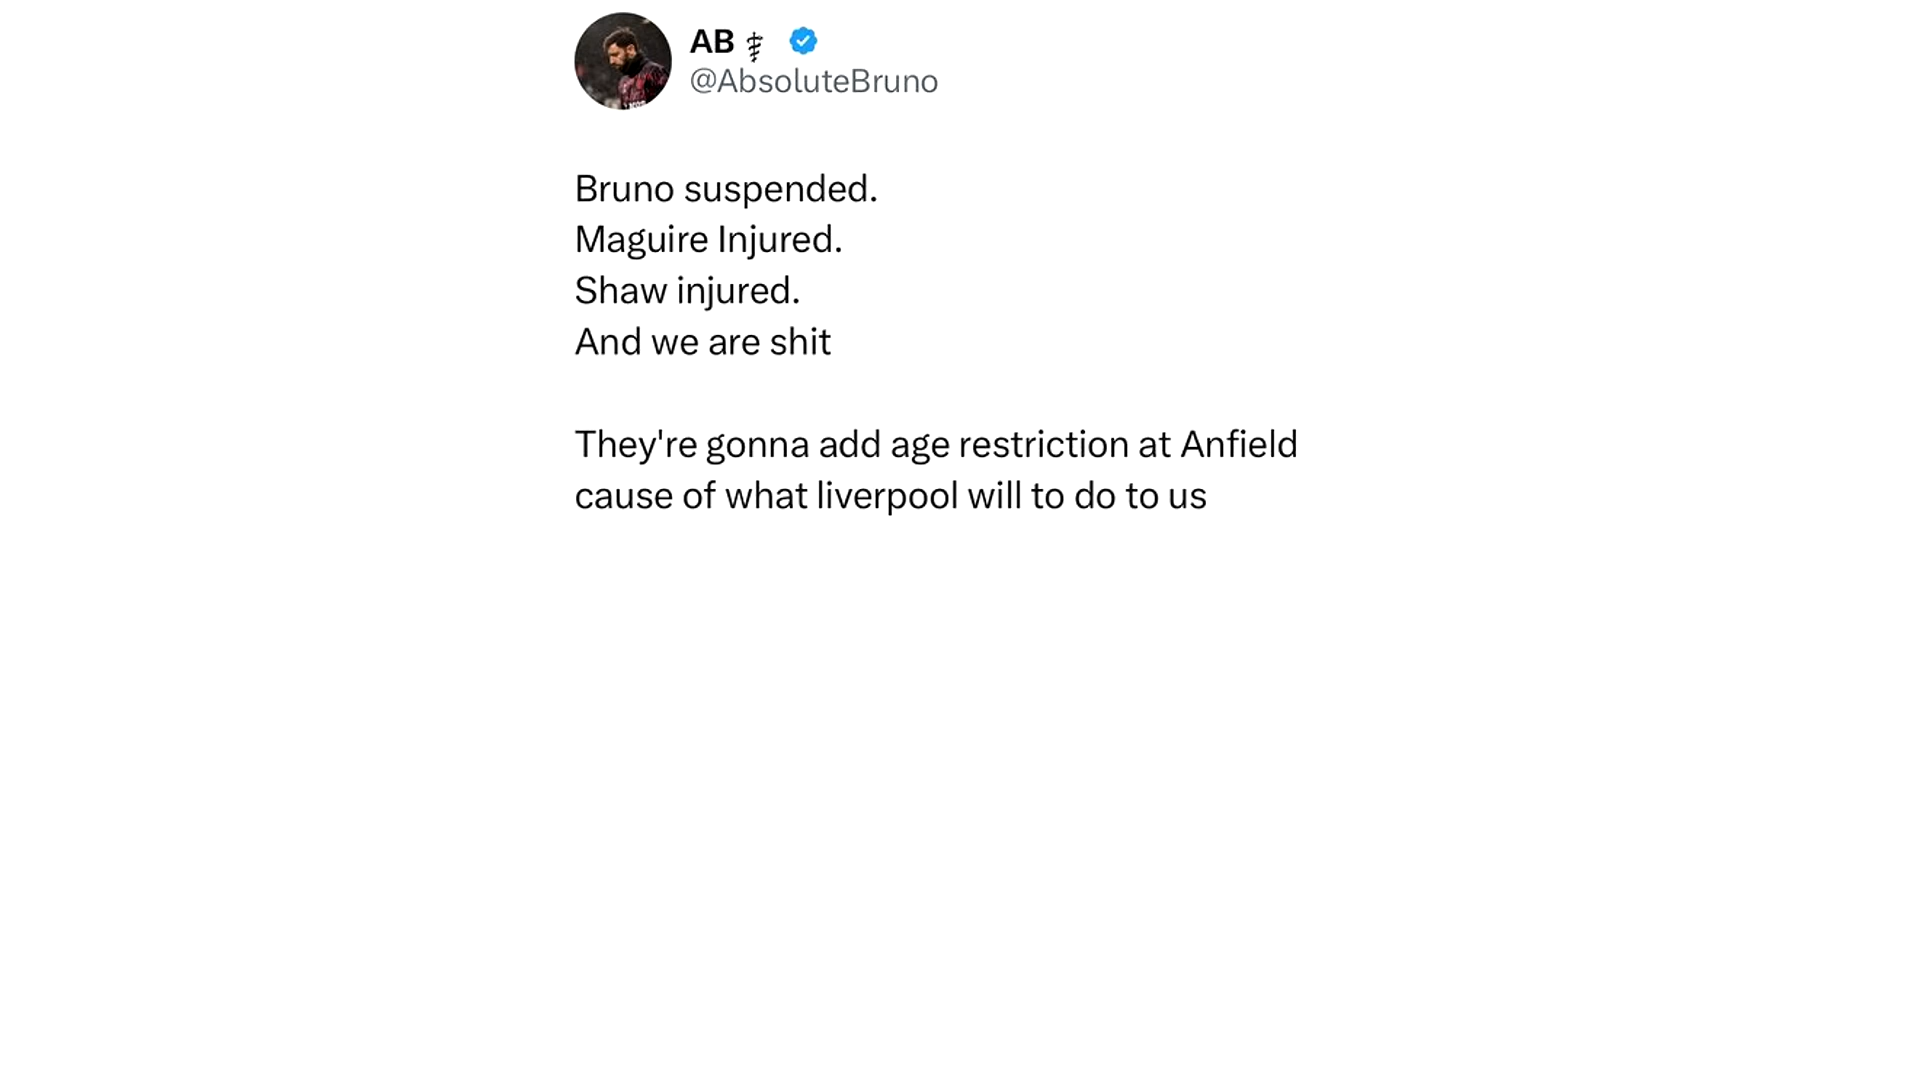 AB ⚕
@AbsoluteBruno
Bruno suspended.
Maguire Injured.
Shaw injured.
And we are shit
They're gonna add age restriction at Anfield
cause of what liverpool will to do to us